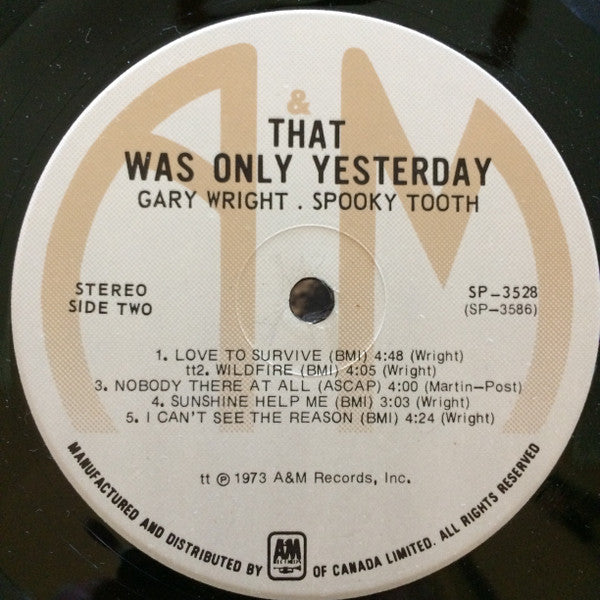 &
THAT
WAS ONLY YESTERDAY
GARY WRIGHT . SPOOKY TOOTH
STEREO
SIDE TWO
SP-3528
(SP-3586)
1. LOVE TO SURVIVE (BMI) 4:48 (Wright)
tt2. WILDFIRE (BMI) 4:05 (Wright)
3. NOBODY THERE AT ALL (ASCAP) 4:00 (Martin-Post)
4. SUNSHINE HELP ME (BMI) 3:03 (Wright)
5. I CAN'T SEE THE REASON (BMI) 4:24 (Wright)
tt ℗ 1973 A&M Records, Inc.
MANUFACTURED AND DISTRIBUTED BY A&M RECORDS OF CANADA LIMITED. ALL RIGHTS RESERVED